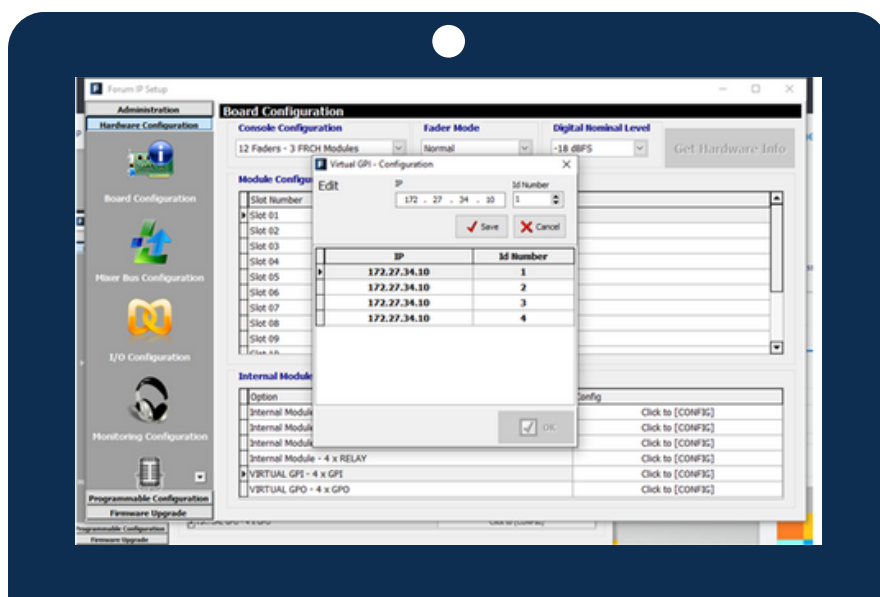 Forum IP Setup
Administration
Hardware Configuration
Board Configuration
Mixer Bus Configuration
I/O Configuration
Monitoring Configuration
Programmable Configuration
Firmware Upgrade
Board Configuration
Console Configuration
Fader Mode
Digital Nominal Level
12 Faders - 3 FRCH Modules
Normal
-18 dBFS
Get Hardware Info
Module
Slot Number
Slot 01
Slot 02
Slot 03
Slot 04
Slot 05
Slot 06
Slot 07
Slot 08
Slot 09
Virtual GPI - Configuration
Edit
IP
Id Number
172 . 27 . 34 . 10
1
Save
Cancel
IP Id Number
172.27.34.10 1
172.27.34.10 2
172.27.34.10 3
172.27.34.10 4
OK
Internal
Option
Internal
Click to [CONFIG]
Internal
Click to [CONFIG]
Internal
Click to [CONFIG]
Internal Module - 4 x RELAY
Click to [CONFIG]
VIRTUAL GPI - 4 x GPI
Click to [CONFIG]
VIRTUAL GPO - 4 x GPO
Click to [CONFIG]
Programmable Configuration
Firmware Upgrade